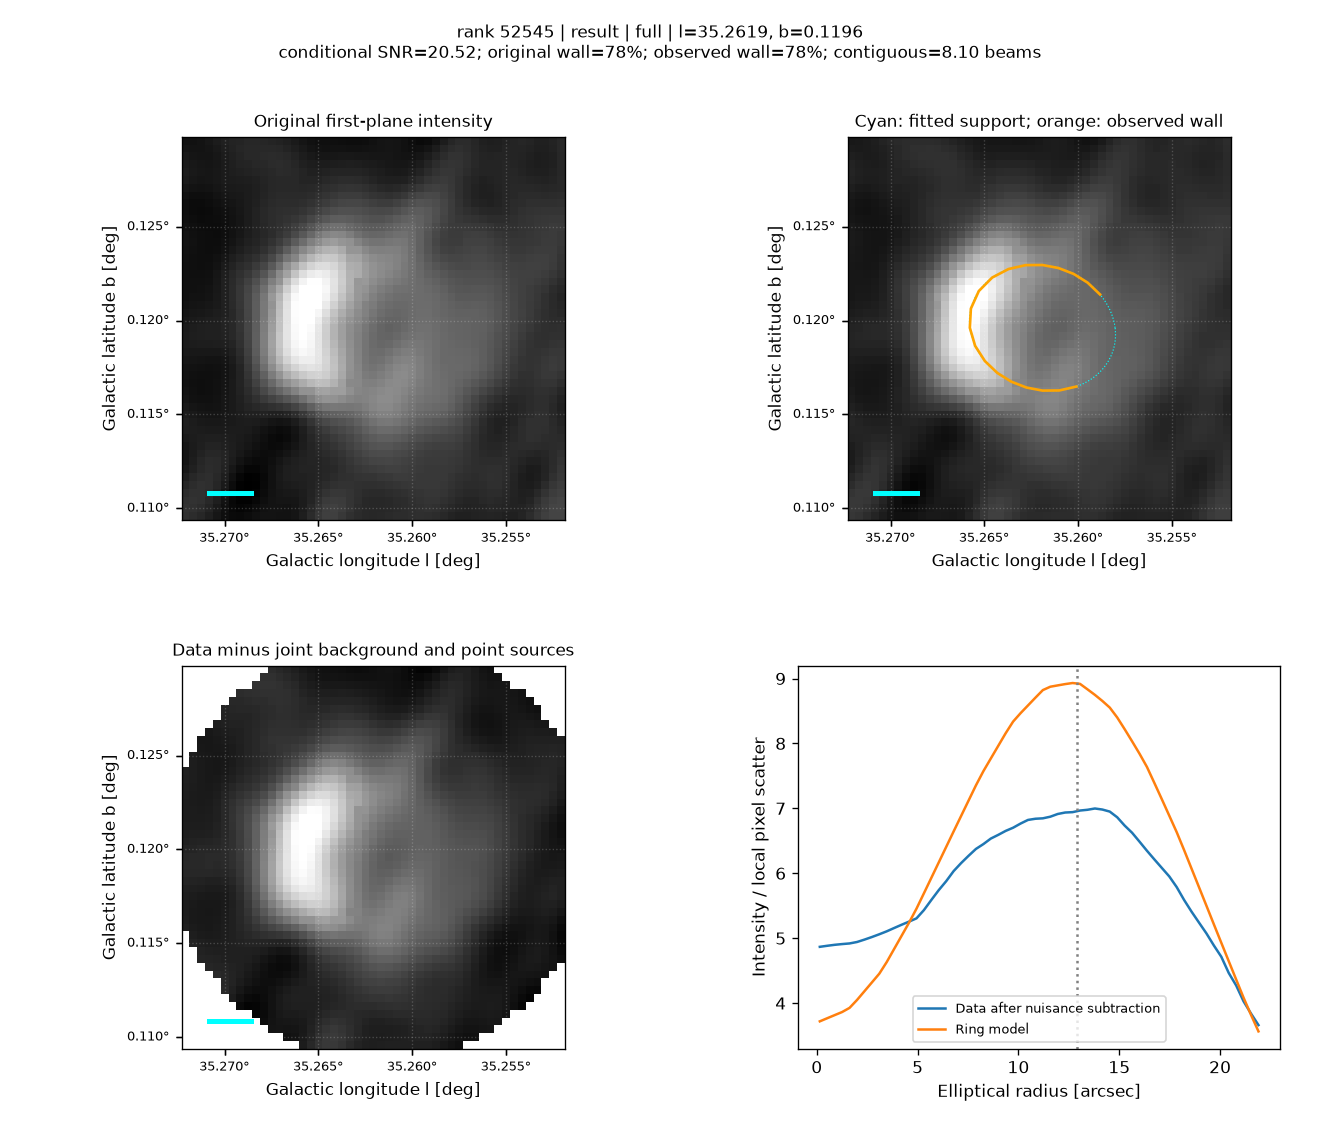 rank 52545 | result | full | l=35.2619, b=0.1196
conditional SNR=20.52; original wall=78%; observed wall=78%; contiguous=8.10 beams
Original first-plane intensity
0.125°
0.120°
0.115°
0.110°
35.270°
35.265°
35.260°
35.255°
Galactic latitude b [deg]
Galactic longitude l [deg]
Cyan: fitted support; orange: observed wall
0.125°
0.120°
0.115°
0.110°
35.270°
35.265°
35.260°
35.255°
Galactic latitude b [deg]
Galactic longitude l [deg]
Data minus joint background and point sources
0.125°
0.120°
0.115°
0.110°
35.270°
35.265°
35.260°
35.255°
Galactic latitude b [deg]
Galactic longitude l [deg]
9
8
7
6
5
4
0
5
10
15
20
Intensity / local pixel scatter
Elliptical radius [arcsec]
Data after nuisance subtraction
Ring model